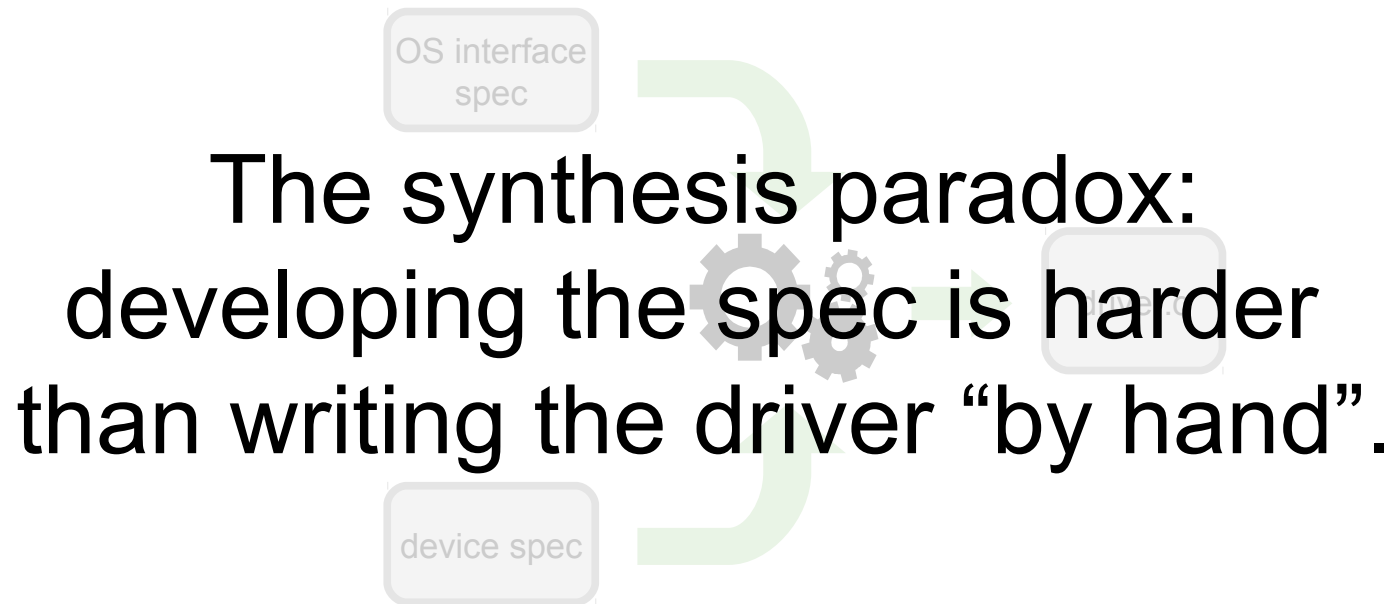 OS interface
spec
The synthesis paradox:
developing the spec is harder
than writing the driver “by hand”.
driver.c
device spec